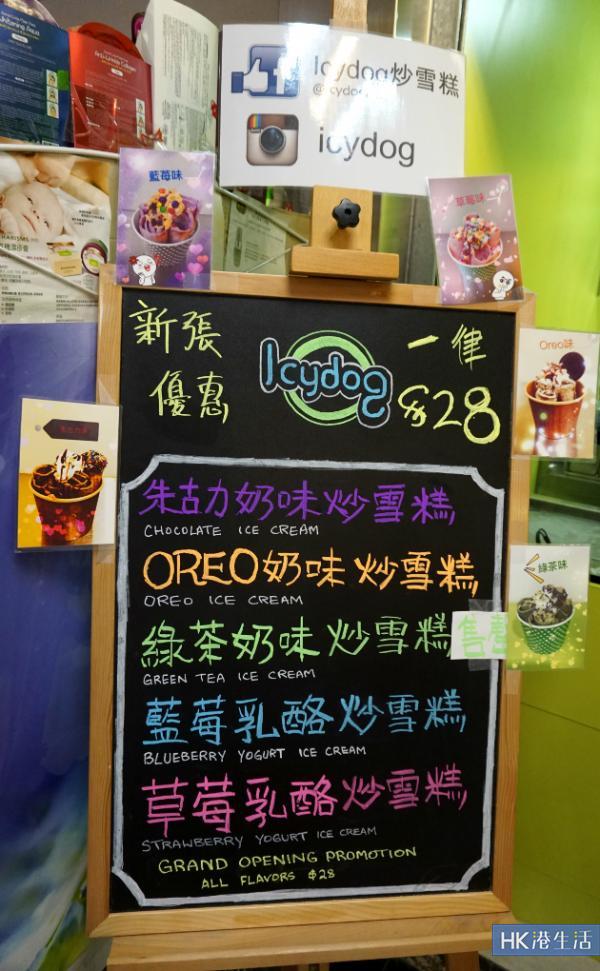 Icydog炒雪糕
icydog
藍莓味
草莓味
新張
優惠
Icydog
一律
$28
Oreo味
朱古力奶味炒雪糕
CHOCOLATE ICE CREAM
OREO奶味炒雪糕
OREO ICE CREAM
綠茶味
綠茶奶味炒雪糕
售罄
GREEN TEA ICE CREAM
藍莓乳酪炒雪糕
BLUEBERRY YOGURT ICE CREAM
草莓乳酪炒雪糕
STRAWBERRY YOGURT ICE CREAM
GRAND OPENING PROMOTION
ALL FLAVORS $28
HK港生活